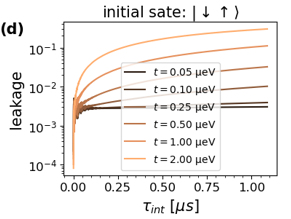 (d)
initial sate: |↓ ↑⟩
leakage
10⁻¹
10⁻²
10⁻³
10⁻⁴
t = 0.05 μeV
t = 0.10 μeV
t = 0.25 μeV
t = 0.50 μeV
t = 1.00 μeV
t = 2.00 μeV
0.00 0.25 0.50 0.75 1.00
τ_int [μs]